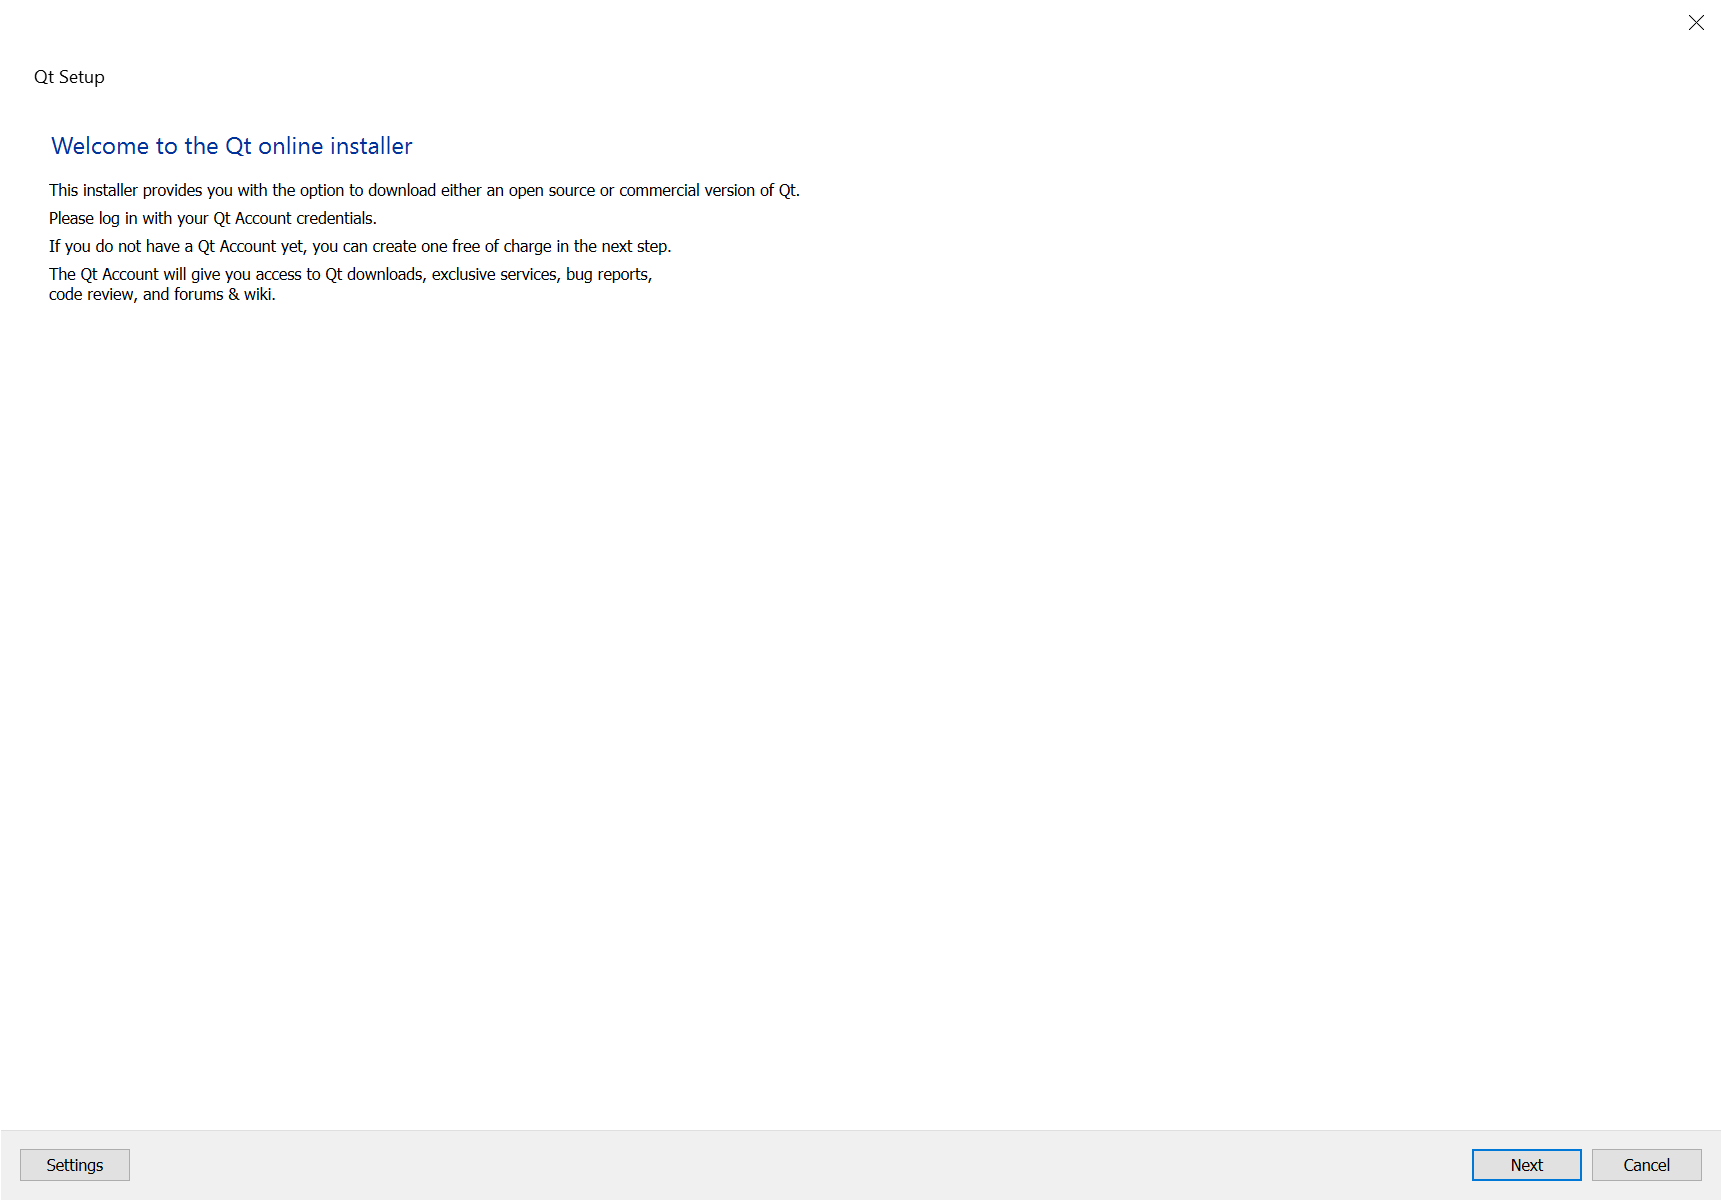 Qt Setup
Welcome to the Qt online installer
This installer provides you with the option to download either an open source or commercial version of Qt.
Please log in with your Qt Account credentials.
If you do not have a Qt Account yet, you can create one free of charge in the next step.
The Qt Account will give you access to Qt downloads, exclusive services, bug reports,
code review, and forums & wiki.
Settings
Next
Cancel